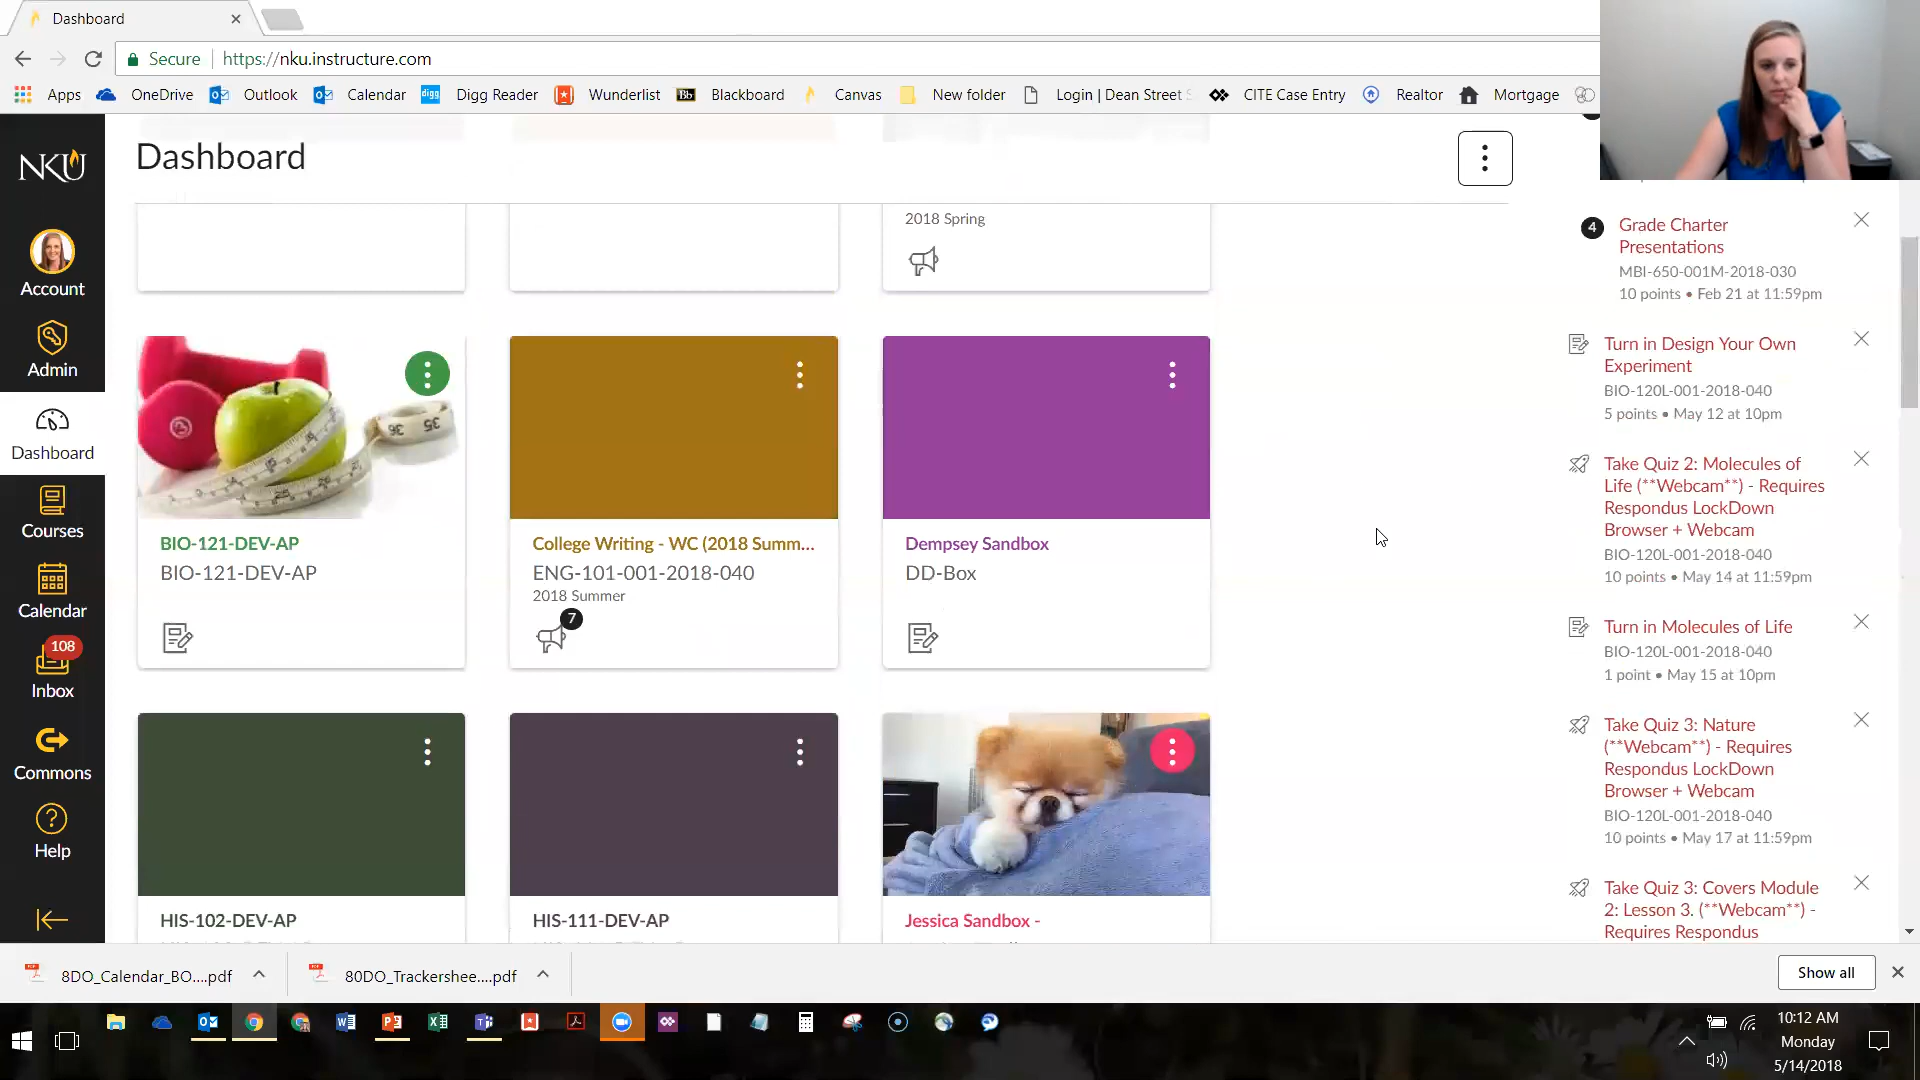 Dashboard
Secure
https://nku.instructure.com
Apps
OneDrive
Outlook
Calendar
Digg Reader
Wunderlist
Blackboard
Canvas
New folder
Login | Dean Street S
CITE Case Entry
Realtor
Mortgage
NKU
Account
Admin
Dashboard
Courses
Calendar
108
Inbox
Commons
Help
Dashboard
2018 Spring
BIO-121-DEV-AP
BIO-121-DEV-AP
College Writing - WC (2018 Summ...
ENG-101-001-2018-040
2018 Summer
7
Dempsey Sandbox
DD-Box
HIS-102-DEV-AP
HIS-111-DEV-AP
Jessica Sandbox -
4
Grade Charter
Presentations
MBI-650-001M-2018-030
10 points • Feb 21 at 11:59pm
Turn in Design Your Own
Experiment
BIO-120L-001-2018-040
5 points • May 12 at 10pm
Take Quiz 2: Molecules of
Life (**Webcam**) - Requires
Respondus LockDown
Browser + Webcam
BIO-120L-001-2018-040
10 points • May 14 at 11:59pm
Turn in Molecules of Life
BIO-120L-001-2018-040
1 point • May 15 at 10pm
Take Quiz 3: Nature
(**Webcam**) - Requires
Respondus LockDown
Browser + Webcam
BIO-120L-001-2018-040
10 points • May 17 at 11:59pm
Take Quiz 3: Covers Module
2: Lesson 3. (**Webcam**) -
Requires Respondus
8DO_Calendar_BO....pdf
80DO_Trackershee....pdf
Show all
10:12 AM
Monday
5/14/2018